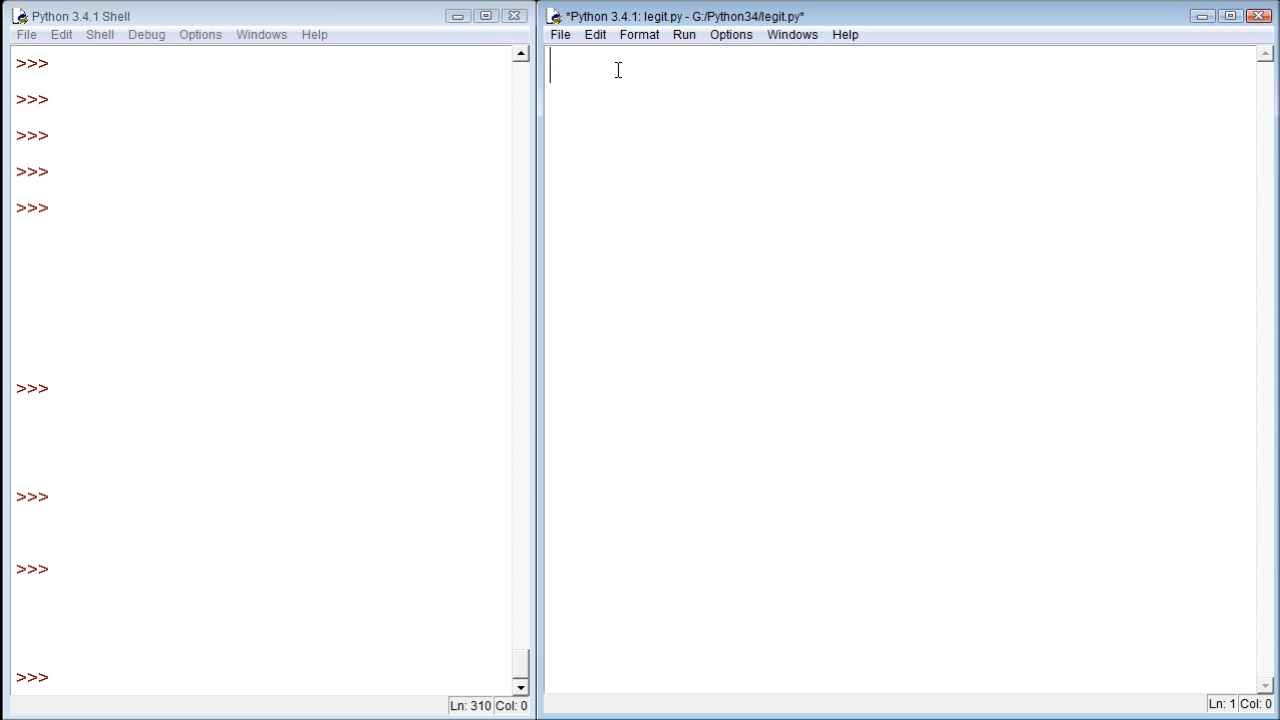 Python 3.4.1 Shell
File Edit Shell Debug Options Windows Help
>>>
>>>
>>>
>>>
>>>
>>>
>>>
>>>
>>>
Ln: 310 Col: 0
*Python 3.4.1: legit.py - G:/Python34/legit.py*
File Edit Format Run Options Windows Help
Ln: 1 Col: 0